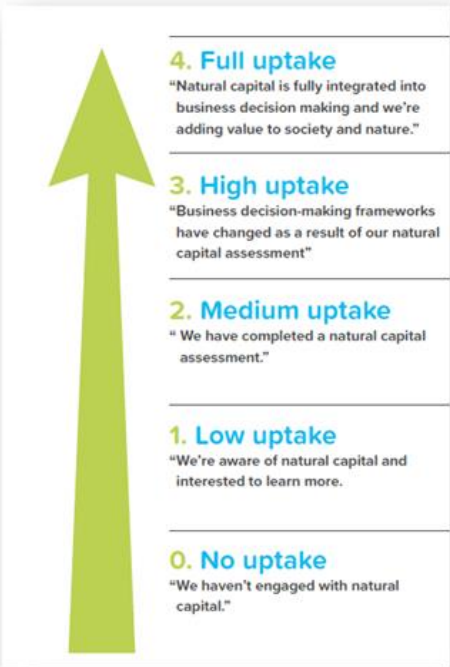 4. Full uptake
“Natural capital is fully integrated into
business decision making and we’re
adding value to society and nature.”
3. High uptake
“Business decision-making frameworks
have changed as a result of our natural
capital assessment”
2. Medium uptake
“ We have completed a natural capital
assessment.”
1. Low uptake
“We’re aware of natural capital and
interested to learn more.
0. No uptake
“We haven’t engaged with natural
capital.”